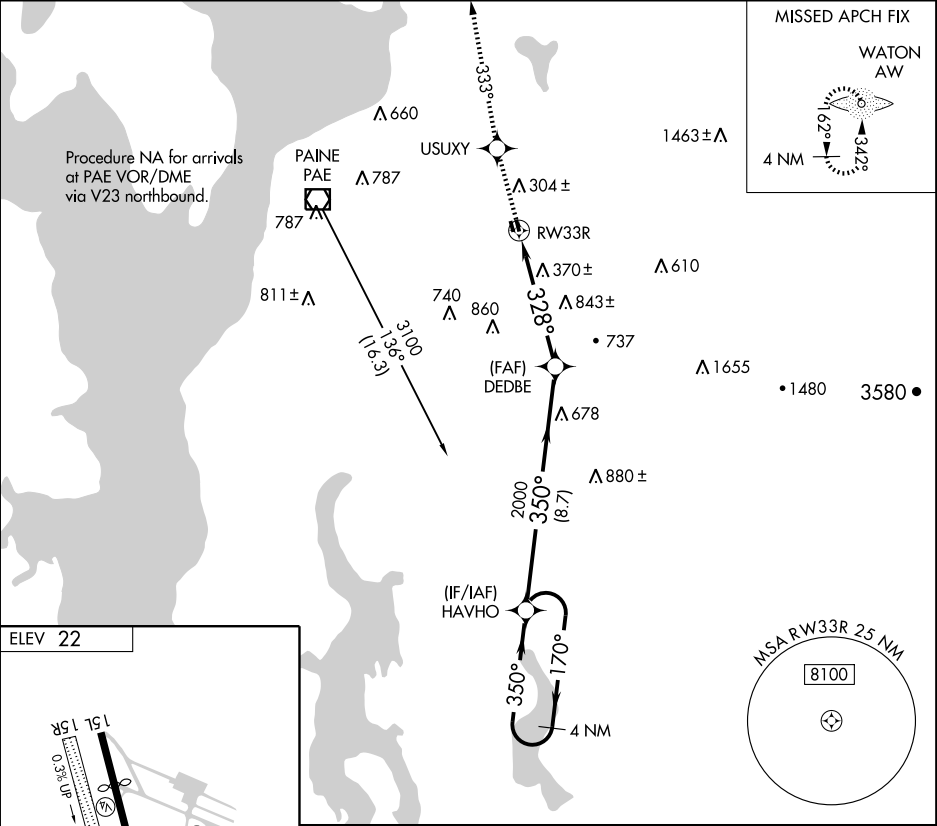 MISSED APCH FIX
WATON
AW
162°
342°
4 NM
333°
660
USUXY
1463±
Procedure NA for arrivals
at PAE VOR/DME
via V23 northbound.
PAINE
PAE
787
787
304±
RW33R
370±
610
811±
740
860
843±
328°
737
3100
136°
(16.3)
(FAF)
DEDBE
1655
1480
3580
678
880±
2000
350°
(8.7)
(IF/IAF)
HAVHO
350°
170°
4 NM
MSA RW33R 25 NM
8100
ELEV 22
15R
15L
0.3% UP